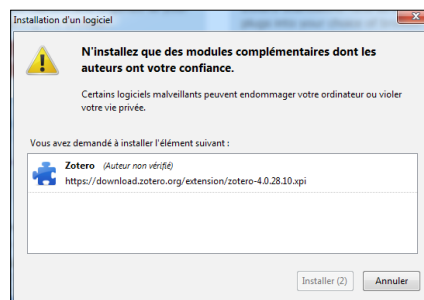 Installation d'un logiciel
N'installez que des modules complémentaires dont les
auteurs ont votre confiance.
Certains logiciels malveillants peuvent endommager votre ordinateur ou violer
votre vie privée.
Vous avez demandé à installer l'élément suivant :
Zotero (Auteur non vérifié)
https://download.zotero.org/extension/zotero-4.0.28.10.xpi
Installer (2) Annuler